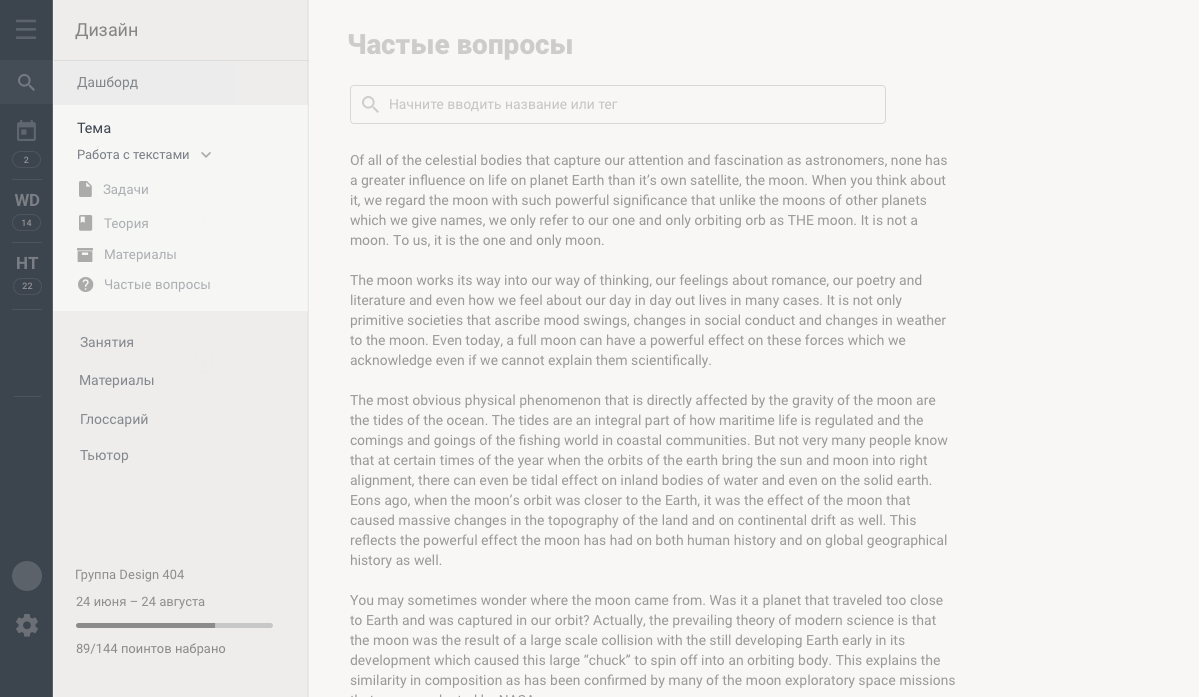 Дизайн
Дашборд
2
WD
14
HT
22
Тема
Работа с текстами
Задачи
Теория
Материалы
Частые вопросы
Занятия
Материалы
Глоссарий
Тьютор
Группа Design 404
24 июня – 24 августа
89/144 поинтов набрано
Частые вопросы
Начните вводить название или тег
Of all of the celestial bodies that capture our attention and fascination as astronomers, none has
a greater influence on life on planet Earth than it’s own satellite, the moon. When you think about
it, we regard the moon with such powerful significance that unlike the moons of other planets
which we give names, we only refer to our one and only orbiting orb as THE moon. It is not a
moon. To us, it is the one and only moon.
The moon works its way into our way of thinking, our feelings about romance, our poetry and
literature and even how we feel about our day in day out lives in many cases. It is not only
primitive societies that ascribe mood swings, changes in social conduct and changes in weather
to the moon. Even today, a full moon can have a powerful effect on these forces which we
acknowledge even if we cannot explain them scientifically.
The most obvious physical phenomenon that is directly affected by the gravity of the moon are
the tides of the ocean. The tides are an integral part of how maritime life is regulated and the
comings and goings of the fishing world in coastal communities. But not very many people know
that at certain times of the year when the orbits of the earth bring the sun and moon into right
alignment, there can even be tidal effect on inland bodies of water and even on the solid earth.
Eons ago, when the moon’s orbit was closer to the Earth, it was the effect of the moon that
caused massive changes in the topography of the land and on continental drift as well. This
reflects the powerful effect the moon has had on both human history and on global geographical
history as well.
You may sometimes wonder where the moon came from. Was it a planet that traveled too close
to Earth and was captured in our orbit? Actually, the prevailing theory of modern science is that
the moon was the result of a large scale collision with the still developing Earth early in its
development which caused this large “chuck” to spin off into an orbiting body. This explains the
similarity in composition as has been confirmed by many of the moon exploratory space missions